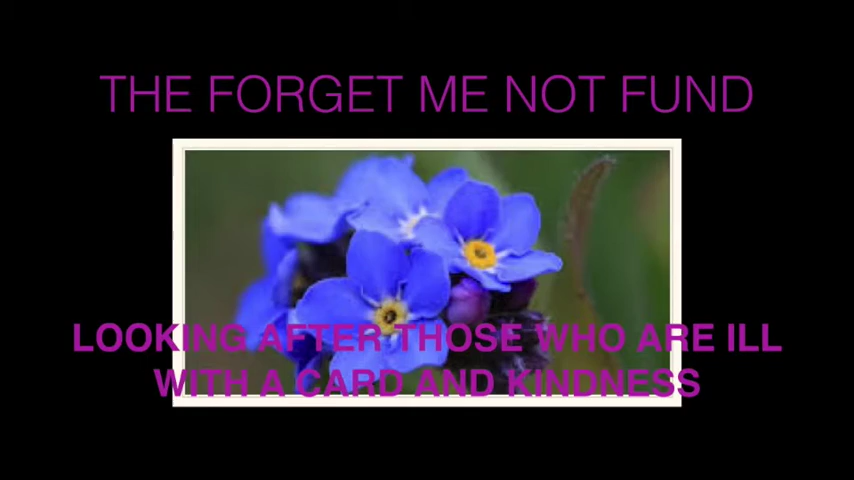 THE FORGET ME NOT FUND
LOOKING AFTER THOSE WHO ARE ILL
WITH A CARD AND KINDNESS